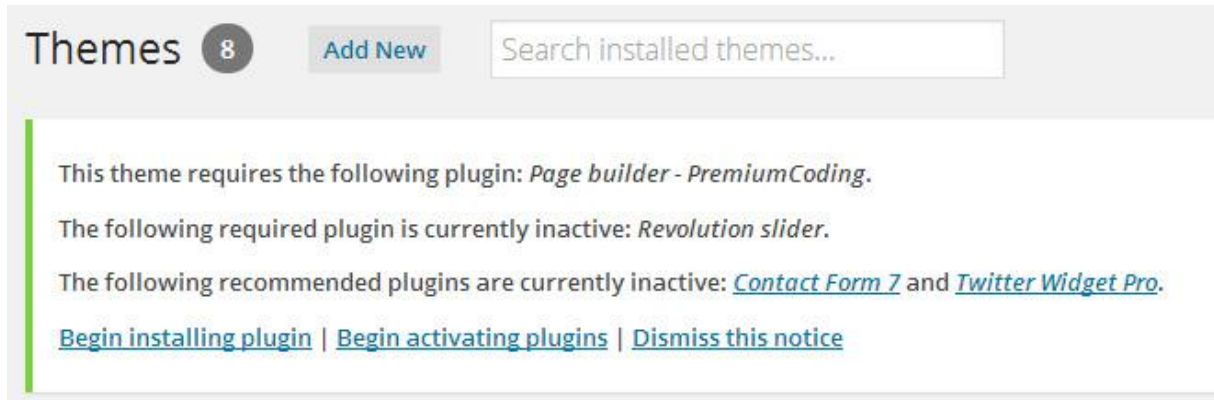 Themes 8 Add New Search installed themes...
This theme requires the following plugin: Page builder - PremiumCoding.
The following required plugin is currently inactive: Revolution slider.
The following recommended plugins are currently inactive: Contact Form 7 and Twitter Widget Pro.
Begin installing plugin | Begin activating plugins | Dismiss this notice